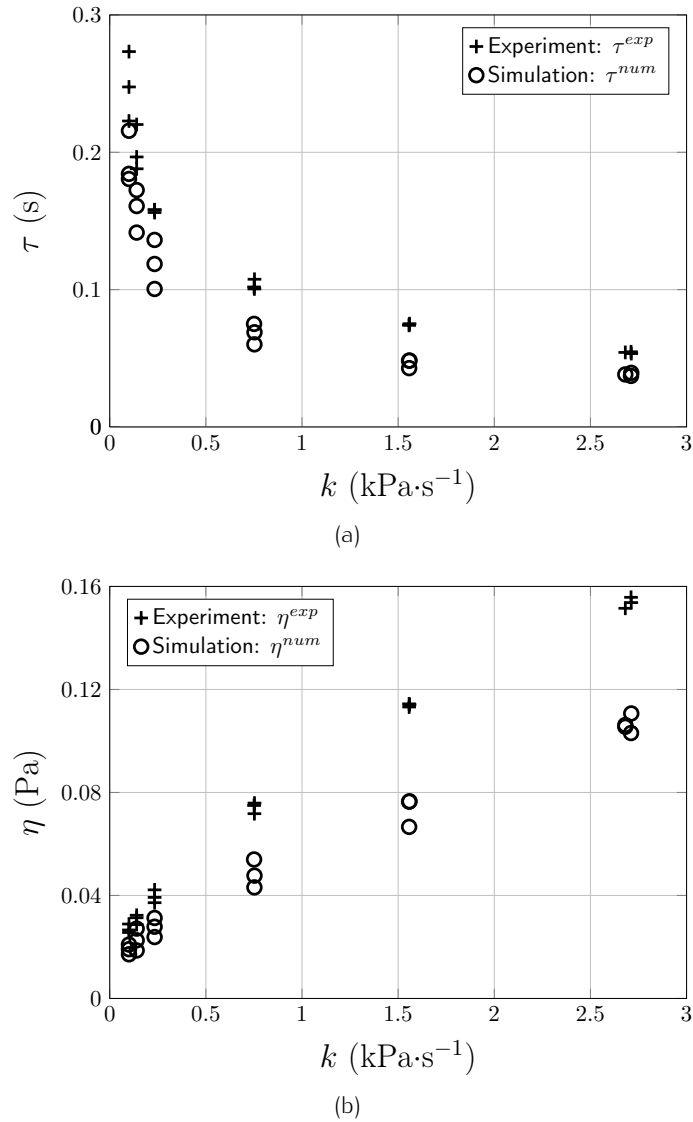 0.3
Experiment: τ^exp
Simulation: τ^num
0.2
τ (s)
0.1
0
0 0.5 1 1.5 2 2.5 3
k (kPa·s⁻¹)
(a)
0.16
Experiment: η^exp
Simulation: η^num
0.12
η (Pa)
0.08
0.04
0
0 0.5 1 1.5 2 2.5 3
k (kPa·s⁻¹)
(b)